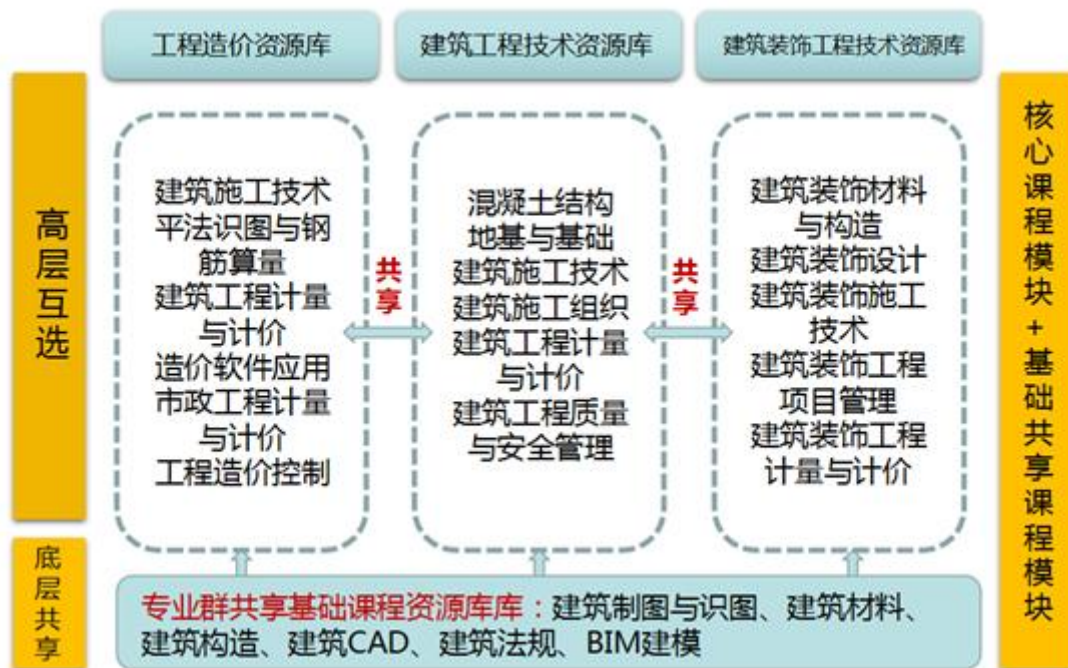 工程造价资源库
建筑工程技术资源库
建筑装饰工程技术资源库
高层互选
建筑施工技术
平法识图与钢
筋算量
建筑工程计量
与计价
造价软件应用
市政工程计量
与计价
工程造价控制
共享
混凝土结构
地基与基础
建筑施工技术
建筑施工组织
建筑工程计量
与计价
建筑工程质量
与安全管理
共享
建筑装饰材料
与构造
建筑装饰设计
建筑装饰施工
技术
建筑装饰工程
项目管理
建筑装饰工程
计量与计价
核心课程模块+基础共享课程模块
底层共享
专业群共享基础课程资源库库：建筑制图与识图、建筑材料、
建筑构造、建筑CAD、建筑法规、BIM建模